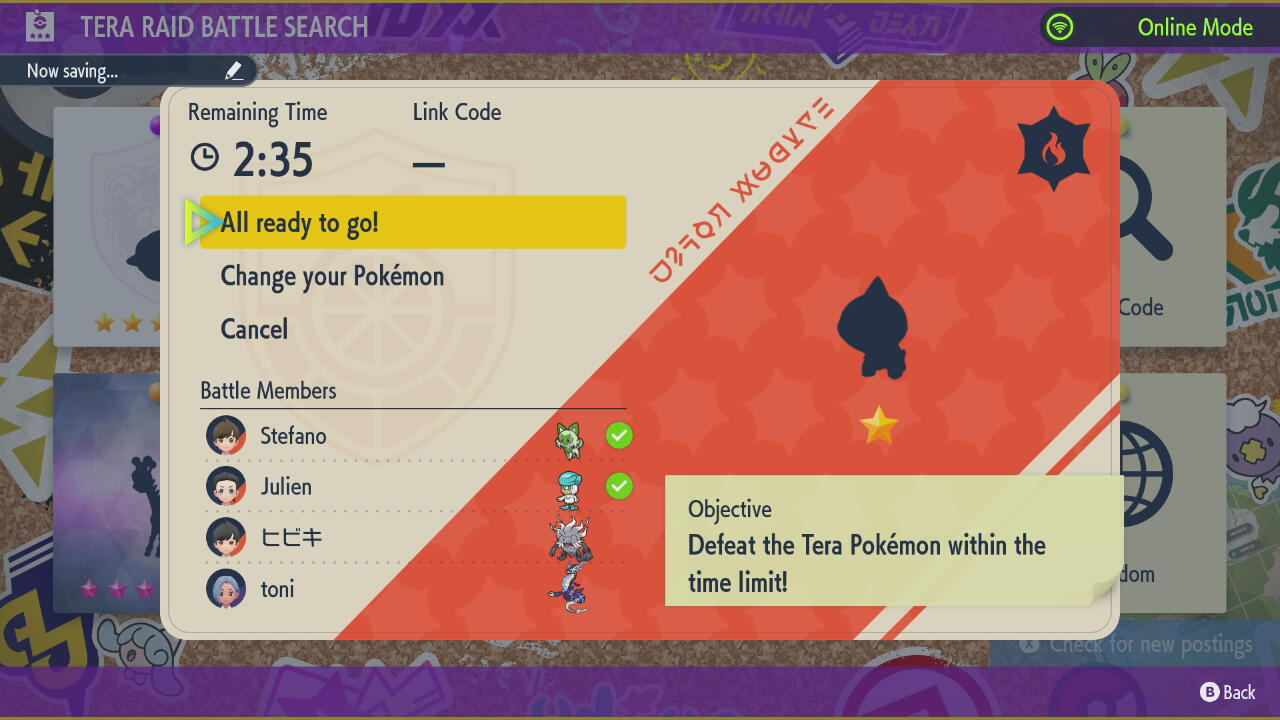 TERA RAID BATTLE SEARCH
Online Mode
Now saving...
Remaining Time
Link Code
2:35
—
All ready to go!
Change your Pokémon
Cancel
Battle Members
Stefano
Julien
ヒビキ
toni
Objective
Defeat the Tera Pokémon within the
time limit!
Code
dom
X Check for new postings
B Back